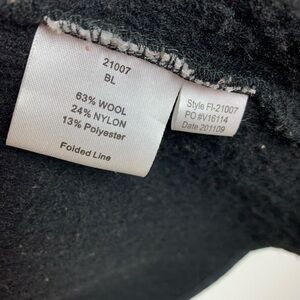 21007
BL
63% WOOL
24% NYLON
13% Polyester
Folded Line
Style FI-21007
PO #V16114
Date 201109